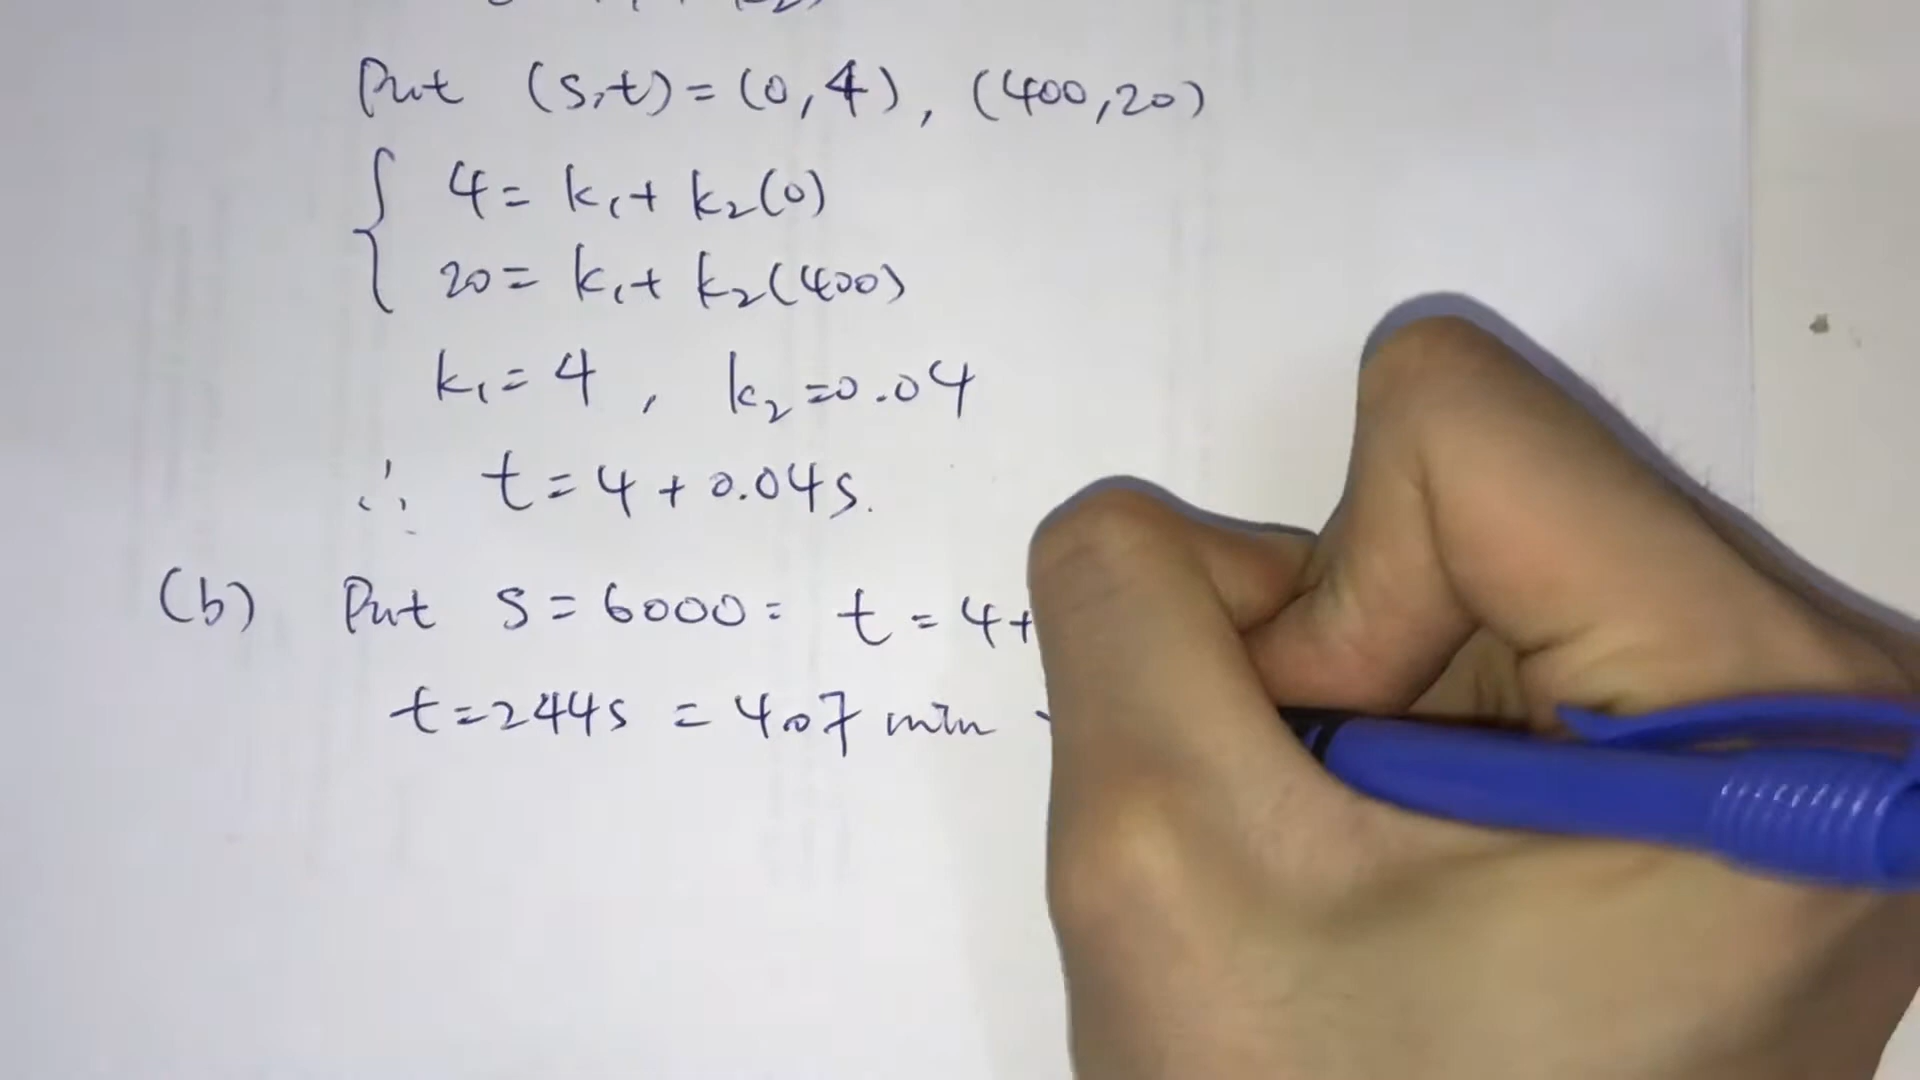 Put (s,t) = (0,4), (400,20)
4 = k₁ + k₂(0)
20 = k₁ + k₂(400)
k₁ = 4 , k₂ = 0.04
∴ t = 4 + 0.04s.
(b) Put s = 6000 = t = 4 +
t = 244s = 4.07 min